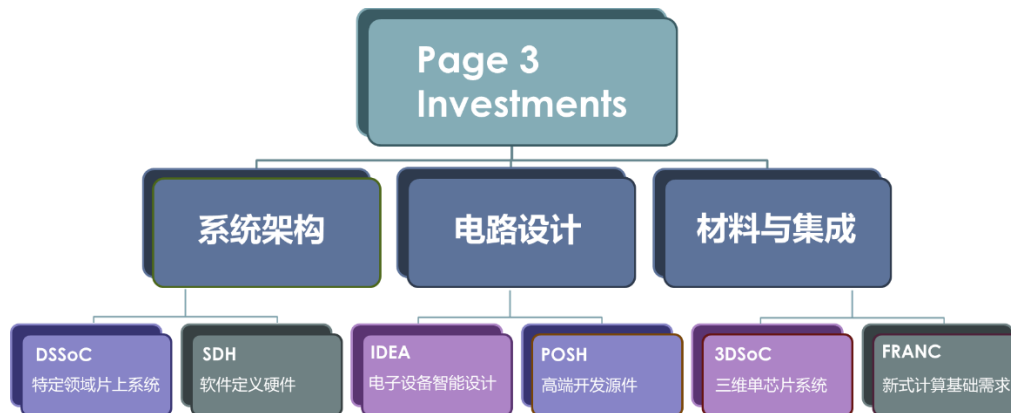 Page 3
Investments
系统架构
电路设计
材料与集成
DSSoC
特定领域片上系统
SDH
软件定义硬件
IDEA
电子设备智能设计
POSH
高端开发源件
3DSoC
三维单芯片系统
FRANC
新式计算基础需求